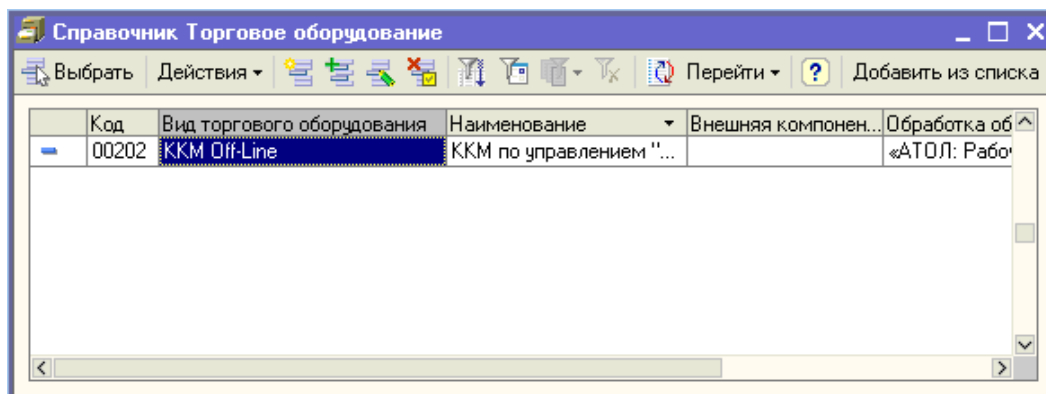 Справочник Торговое оборудование
Выбрать Действия Перейти ? Добавить из списка
Код Вид торгового оборудования Наименование Внешняя компонен... Обработка об
00202 ККМ Off-Line ККМ по управлением "... «АТОЛ: Рабоч